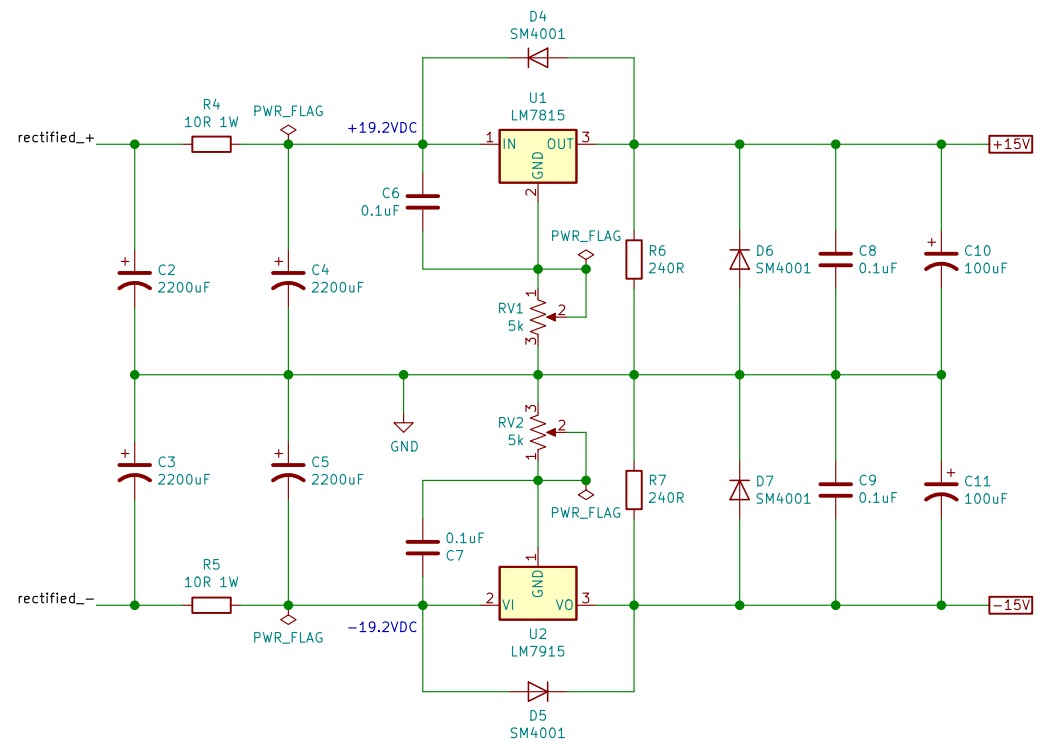 D4
SM4001
U1
LM7815
R4
10R 1W
PWR_FLAG
rectified_+
+19.2VDC
1
IN
OUT
3
GND
2
+15V
C6
0.1uF
PWR_FLAG
R6
240R
D6
SM4001
C8
0.1uF
+
C10
100uF
+
C2
2200uF
+
C4
2200uF
1
RV1
5k
2
3
GND
3
RV2
5k
2
1
+
C3
2200uF
+
C5
2200uF
R7
240R
D7
SM4001
C9
0.1uF
+
C11
100uF
PWR_FLAG
0.1uF
C7
R5
10R 1W
1
GND
rectified_-
2
VI
VO
3
-15V
PWR_FLAG
-19.2VDC
U2
LM7915
D5
SM4001